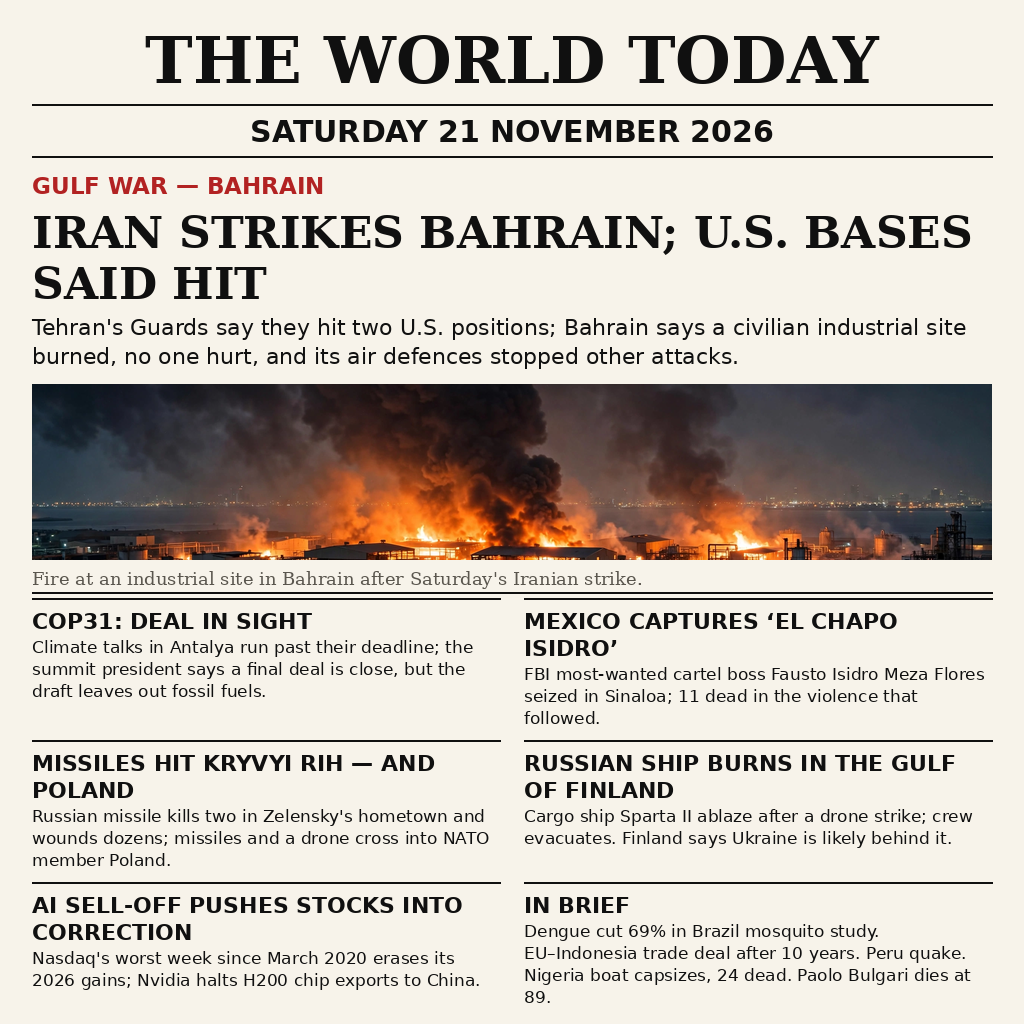 THE WORLD TODAY
SATURDAY 21 NOVEMBER 2026
GULF WAR — BAHRAIN
IRAN STRIKES BAHRAIN; U.S. BASES
SAID HIT
Tehran's Guards say they hit two U.S. positions; Bahrain says a civilian industrial site
burned, no one hurt, and its air defences stopped other attacks.
Fire at an industrial site in Bahrain after Saturday's Iranian strike.
COP31: DEAL IN SIGHT
Climate talks in Antalya run past their deadline; the
summit president says a final deal is close, but the
draft leaves out fossil fuels.
MEXICO CAPTURES ‘EL CHAPO
ISIDRO’
FBI most-wanted cartel boss Fausto Isidro Meza Flores
seized in Sinaloa; 11 dead in the violence that
followed.
MISSILES HIT KRYVYI RIH — AND
POLAND
Russian missile kills two in Zelensky's hometown and
wounds dozens; missiles and a drone cross into NATO
member Poland.
RUSSIAN SHIP BURNS IN THE GULF
OF FINLAND
Cargo ship Sparta II ablaze after a drone strike; crew
evacuates. Finland says Ukraine is likely behind it.
AI SELL-OFF PUSHES STOCKS INTO
CORRECTION
Nasdaq's worst week since March 2020 erases its
2026 gains; Nvidia halts H200 chip exports to China.
IN BRIEF
Dengue cut 69% in Brazil mosquito study.
EU–Indonesia trade deal after 10 years. Peru quake.
Nigeria boat capsizes, 24 dead. Paolo Bulgari dies at
89.